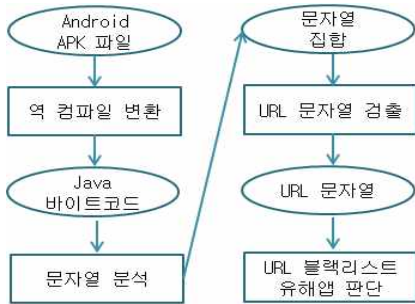 Android
APK 파일
역 컴파일 변환
Java
바이트코드
문자열 분석
문자열
집합
URL 문자열 검출
URL 문자열
URL 블랙리스트
유해앱 판단